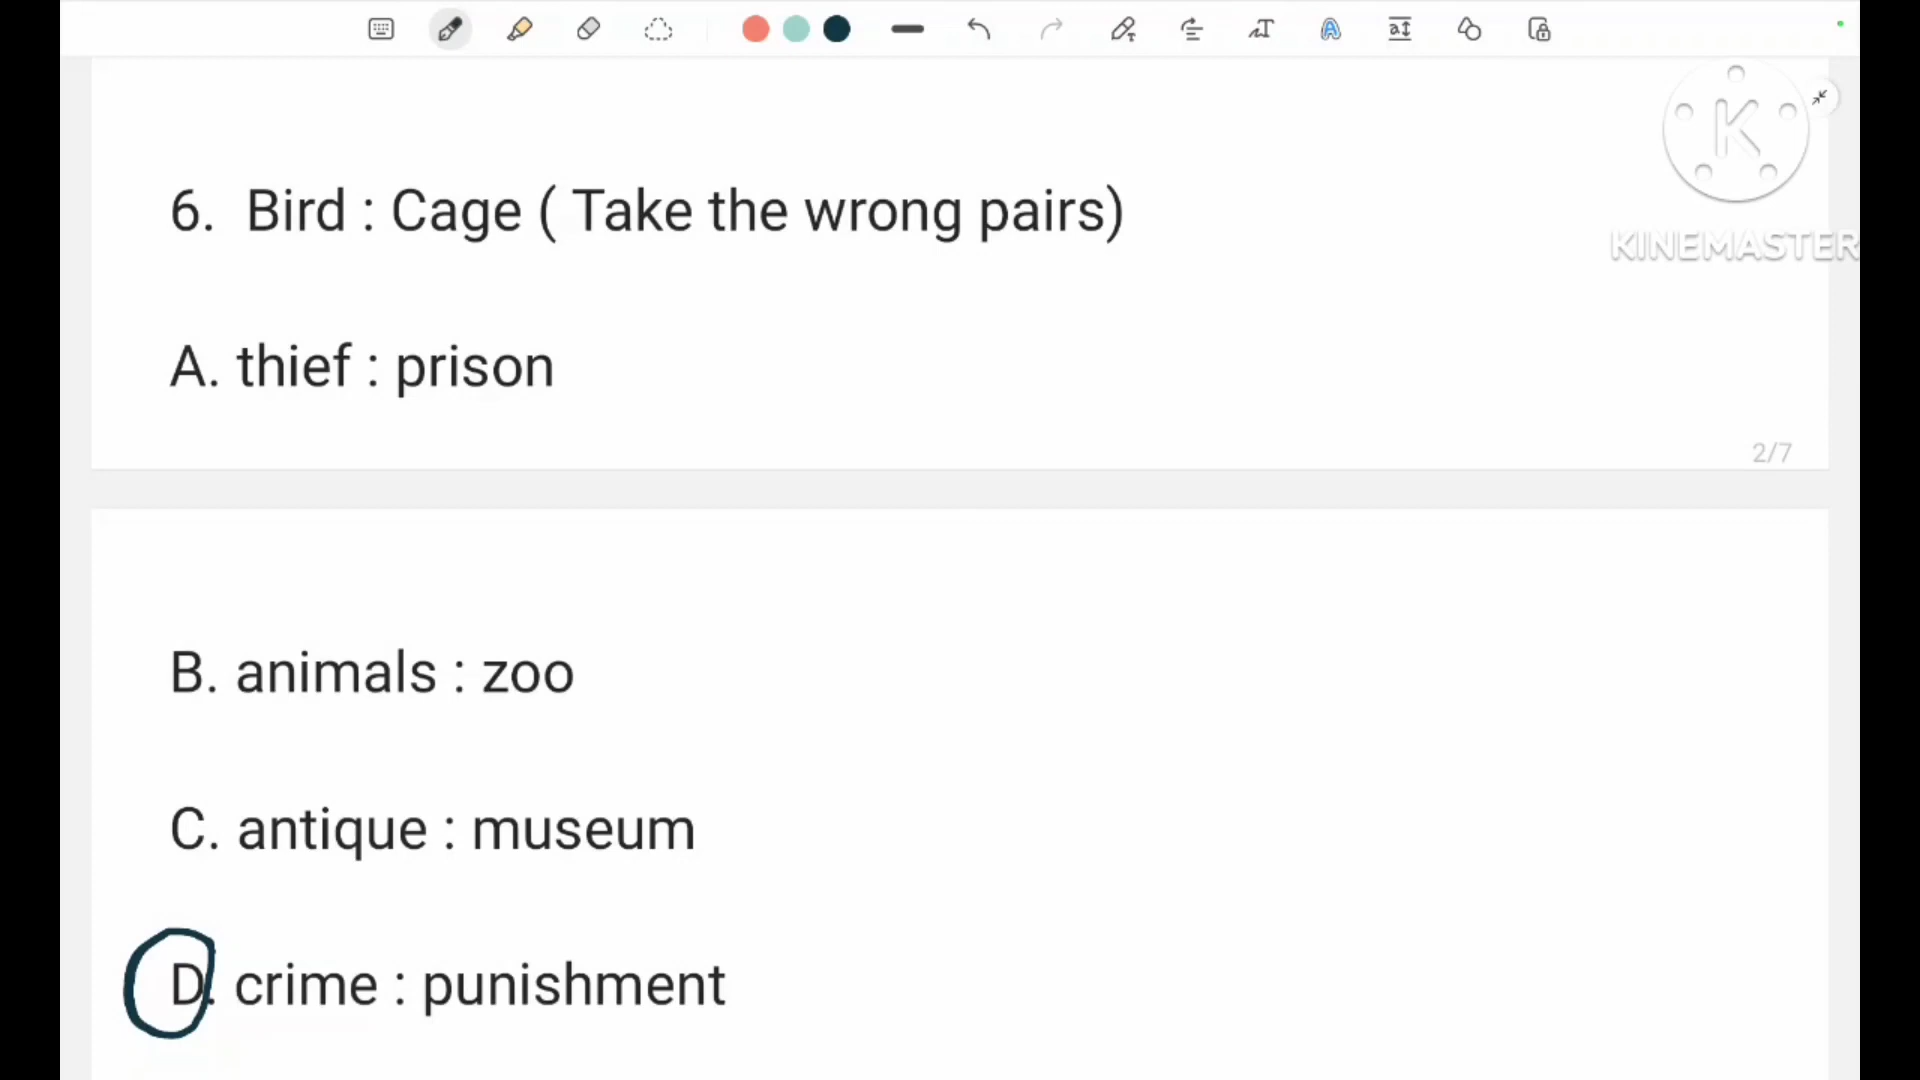 K
KINEMASTER
6. Bird : Cage ( Take the wrong pairs)
A. thief : prison
2/7
B. animals : zoo
C. antique : museum
D. crime : punishment